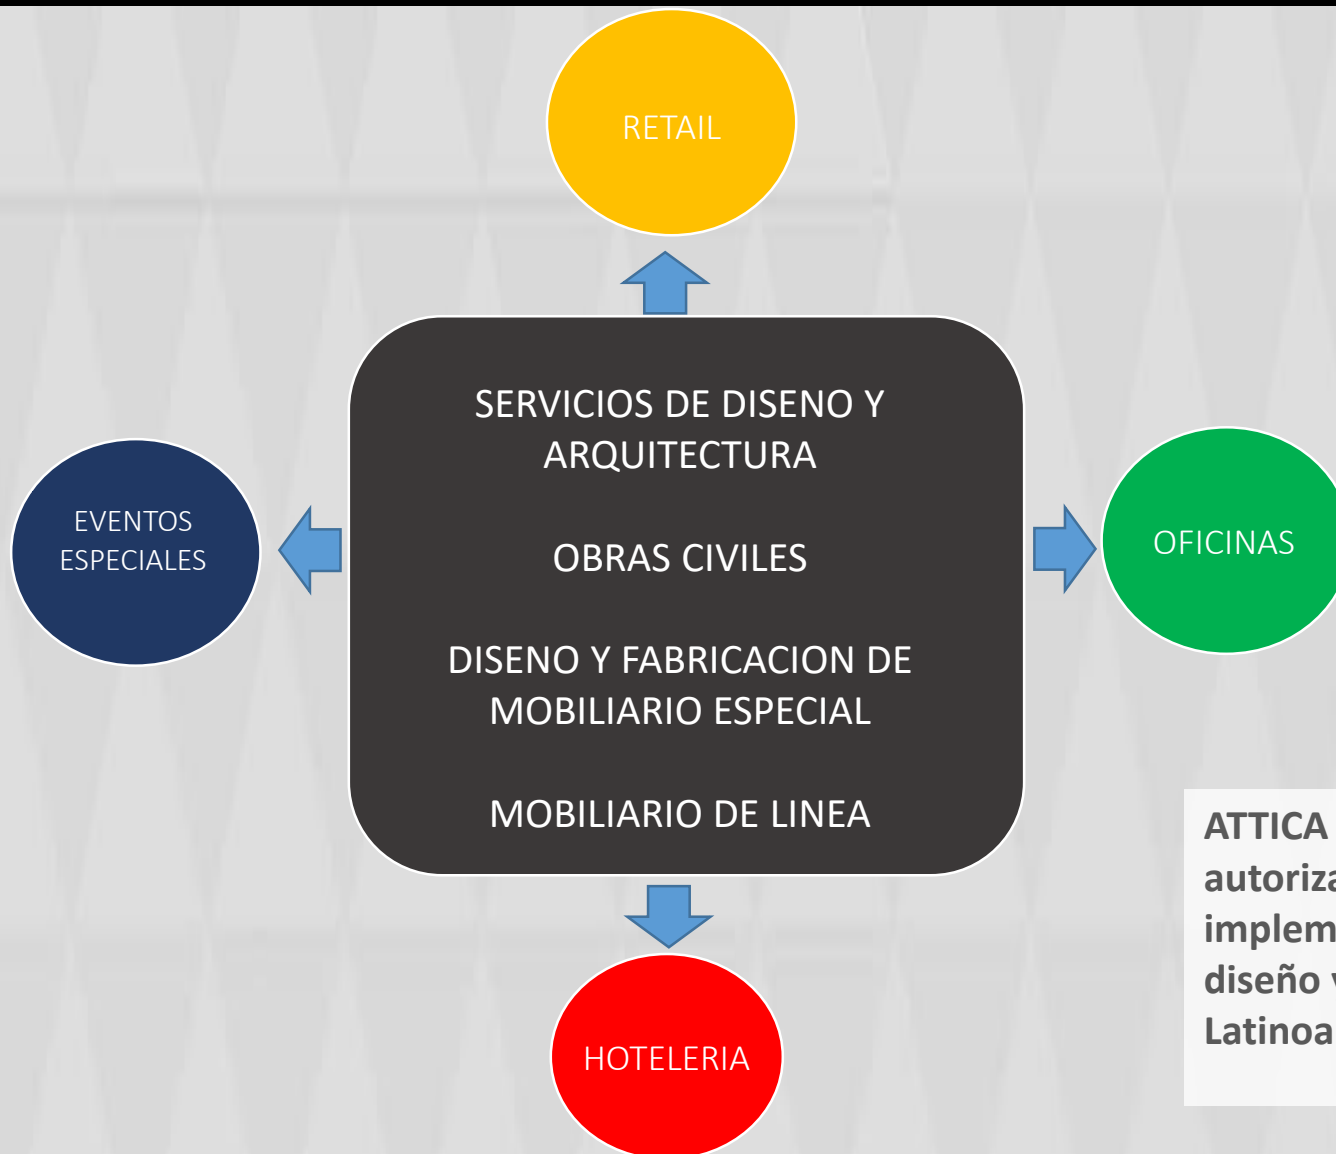 RETAIL
SERVICIOS DE DISENO Y
ARQUITECTURA
OBRAS CIVILES
DISENO Y FABRICACION DE
MOBILIARIO ESPECIAL
MOBILIARIO DE LINEA
EVENTOS
ESPECIALES
OFICINAS
HOTELERIA
ATTICA
diseño